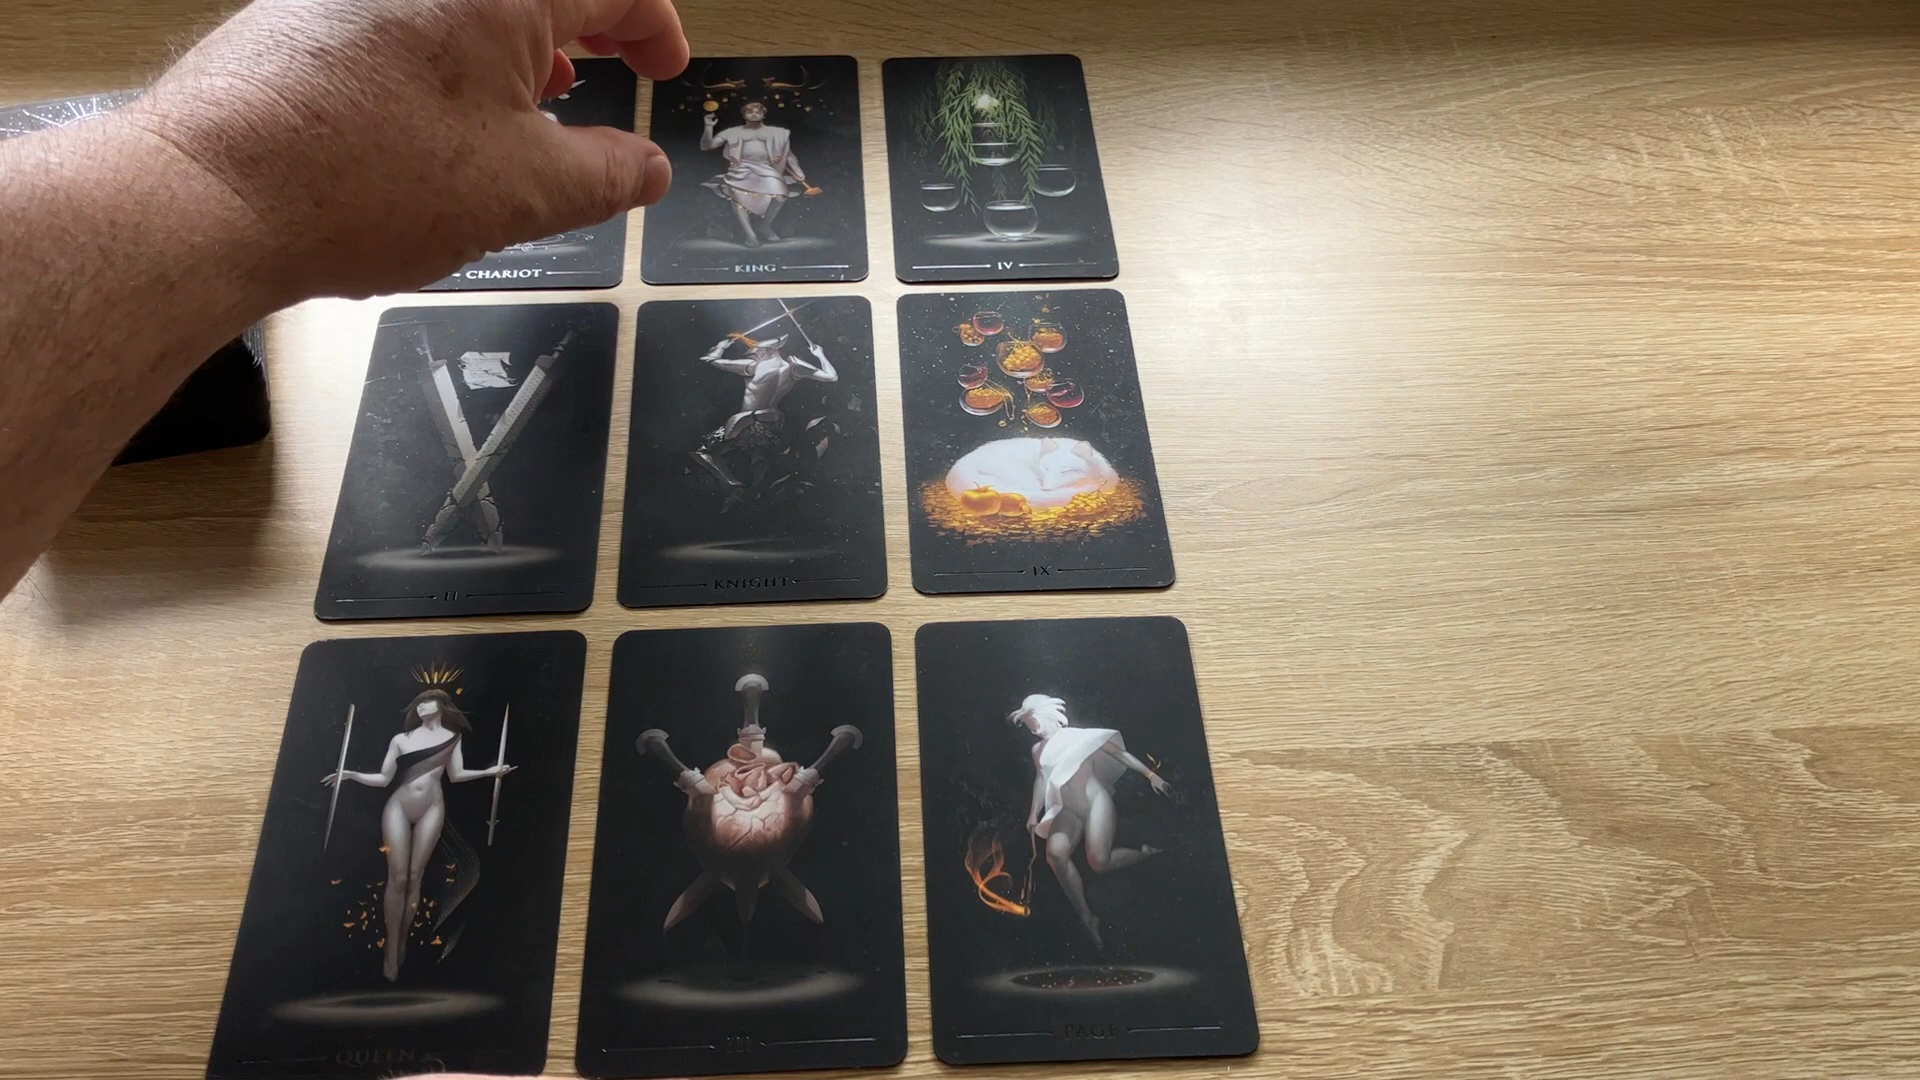 CHARIOT
KING
IV
II
KNIGHT
IX
QUEEN
III
PAGE